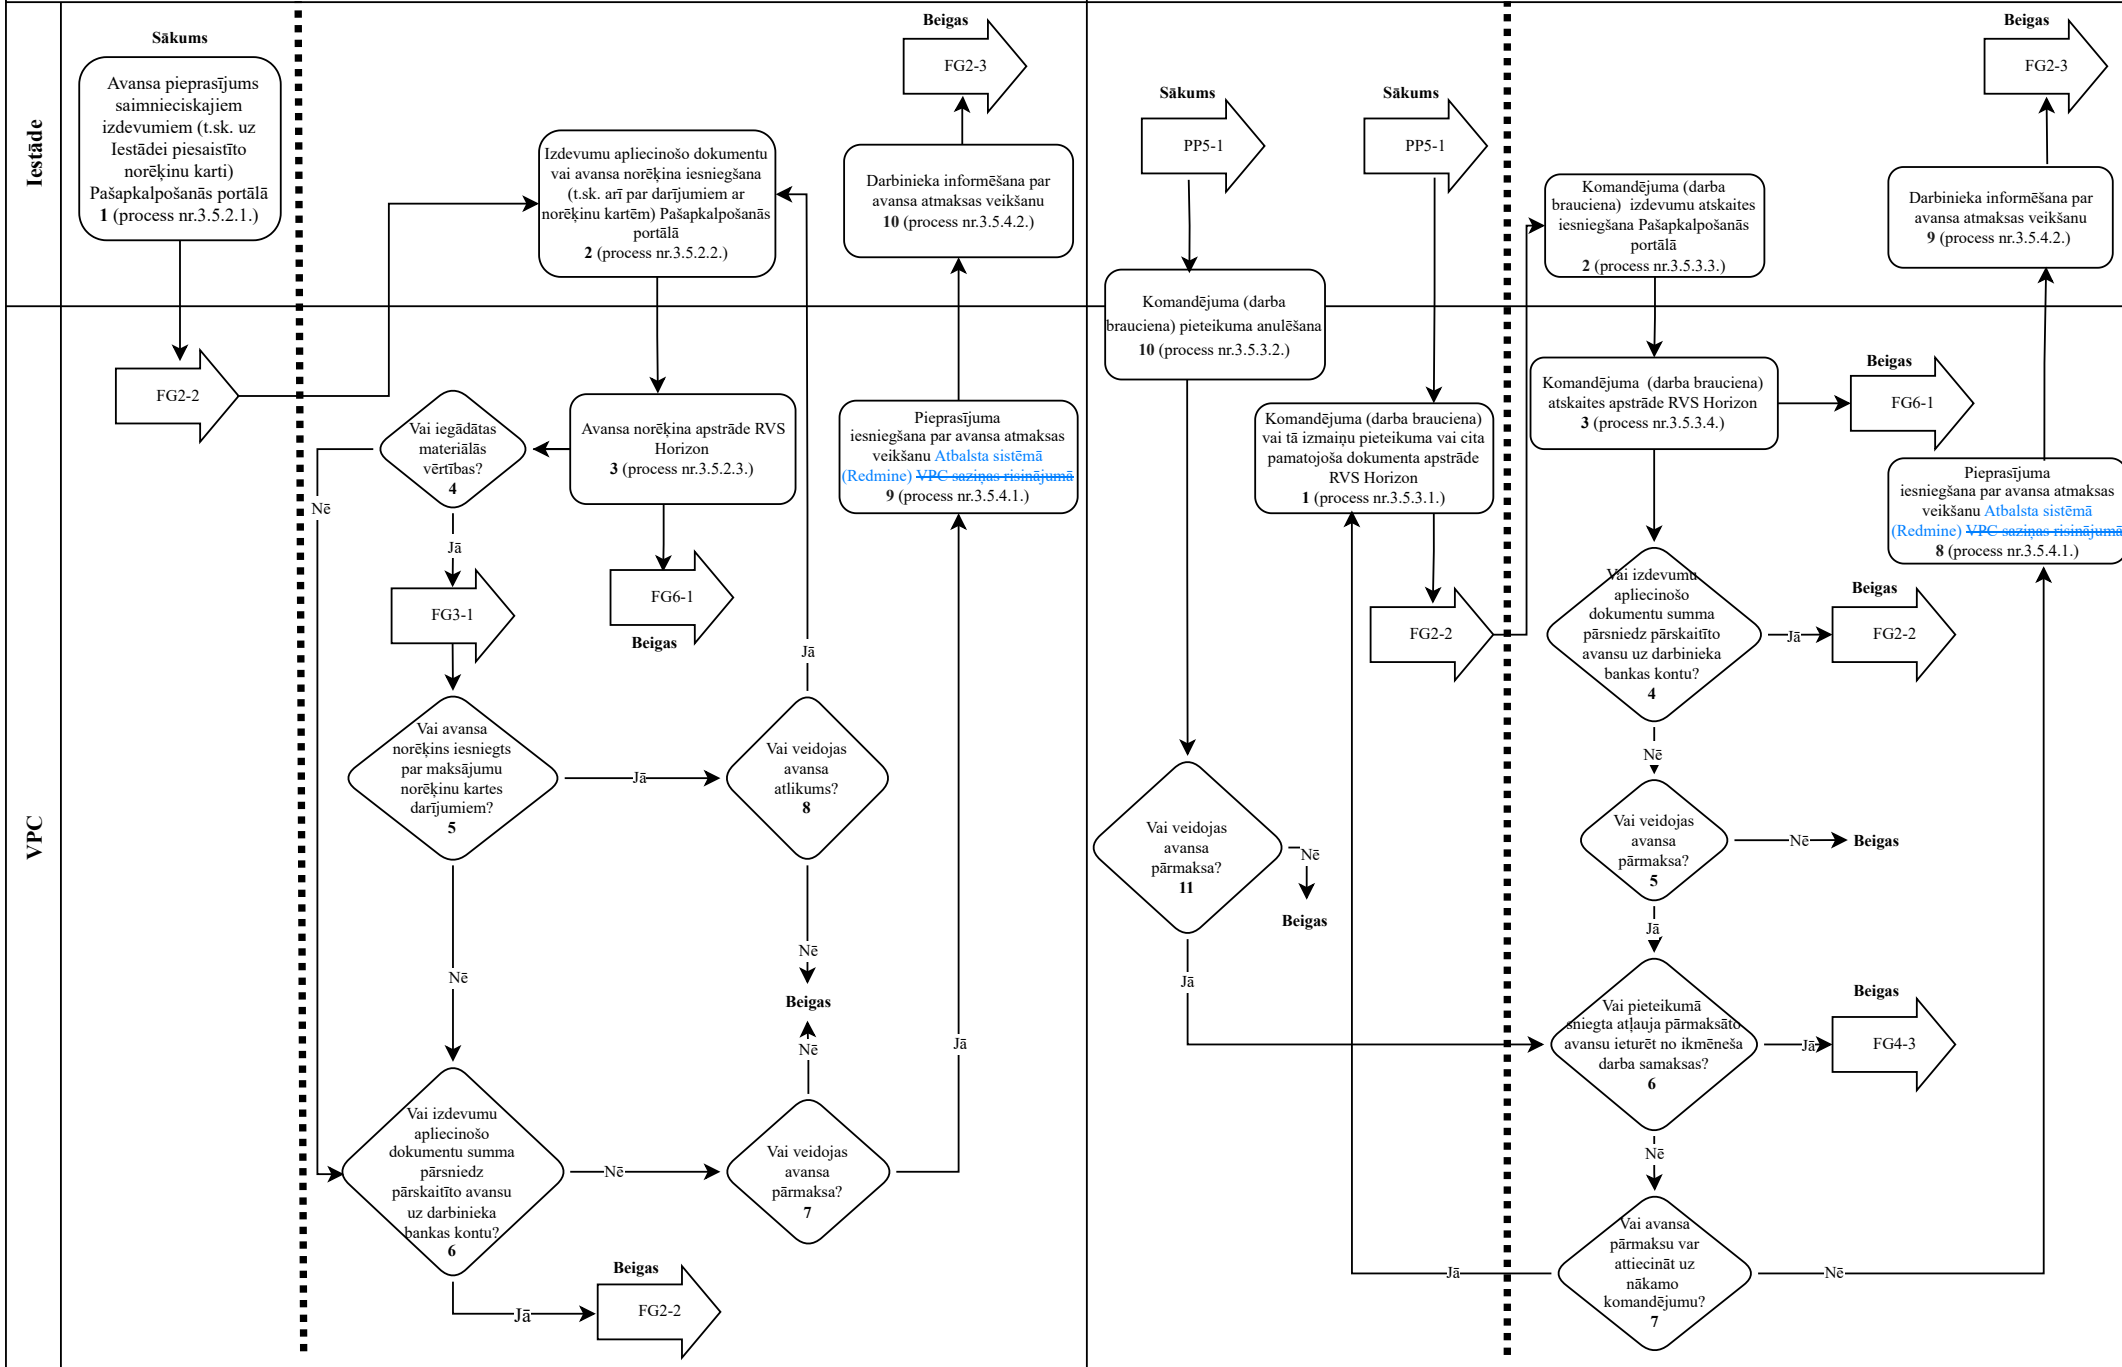 Iestāde
VPC
Sākums
Avansa pieprasījums
saimnieciskajiem
izdevumiem (t.sk. uz
Iestādei piesaistīto
norēķinu karti)
Pašapkalpošanās portālā
1 (process nr.3.5.2.1.)
FG2-2
Izdevumu apliecinošo dokumentu
vai avansa norēķina iesniegšana
(t.sk. arī par darījumiem ar
norēķinu kartēm) Pašapkalpošanās
portālā
2 (process nr.3.5.2.2.)
Avansa norēķina apstrāde RVS
Horizon
3 (process nr.3.5.2.3.)
FG6-1
Beigas
Vai iegādātas
materiālās
vērtības?
4
Nē
Jā
FG3-1
Vai avansa
norēķins iesniegts
par maksājumu
norēķinu kartes
darījumiem?
5
Jā
Nē
Vai izdevumu
apliecinošo
dokumentu summa
pārsniedz
pārskaitīto avansu
uz darbinieka
bankas kontu?
6
Nē
Jā
Beigas
FG2-2
Vai veidojas
avansa
pārmaksa?
7
Nē
Jā
Beigas
Vai veidojas
avansa
atlikums?
8
Jā
Nē
Pieprasījuma
iesniegšana par avansa atmaksas
veikšanu Atbalsta sistēmā
(Redmine) VPC saziņas risinājumā
9 (process nr.3.5.4.1.)
Darbinieka informēšana par
avansa atmaksas veikšanu
10 (process nr.3.5.4.2.)
Beigas
FG2-3
Sākums
PP5-1
Komandējuma (darba
brauciena) pieteikuma anulēšana
10 (process nr.3.5.3.2.)
Vai veidojas
avansa
pārmaksa?
11
Nē
Beigas
Jā
Sākums
PP5-1
Komandējuma (darba brauciena)
vai tā izmaiņu pieteikuma vai cita
pamatojoša dokumenta apstrāde
RVS Horizon
1 (process nr.3.5.3.1.)
FG2-2
Komandējuma (darba
brauciena) izdevumu atskaites
iesniegšana Pašapkalpošanās
portālā
2 (process nr.3.5.3.3.)
Komandējuma (darba brauciena)
atskaites apstrāde RVS Horizon
3 (process nr.3.5.3.4.)
Beigas
FG6-1
Vai izdevumu
apliecinošo
dokumentu summa
pārsniedz pārskaitīto
avansu uz darbinieka
bankas kontu?
4
Jā
Beigas
FG2-2
Nē
Vai veidojas
avansa
pārmaksa?
5
Nē
Beigas
Jā
Vai pieteikumā
sniegta atļauja pārmaksāto
avansu ieturēt no ikmēneša
darba samaksas?
6
Jā
Beigas
FG4-3
Nē
Vai avansa
pārmaksu var
attiecināt uz
nākamo
komandējumu?
7
Jā
Nē
Pieprasījuma
iesniegšana par avansa atmaksas
veikšanu Atbalsta sistēmā
(Redmine) VPC saziņas risinājumā
8 (process nr.3.5.4.1.)
Darbinieka informēšana par
avansa atmaksas veikšanu
9 (process nr.3.5.4.2.)
Beigas
FG2-3